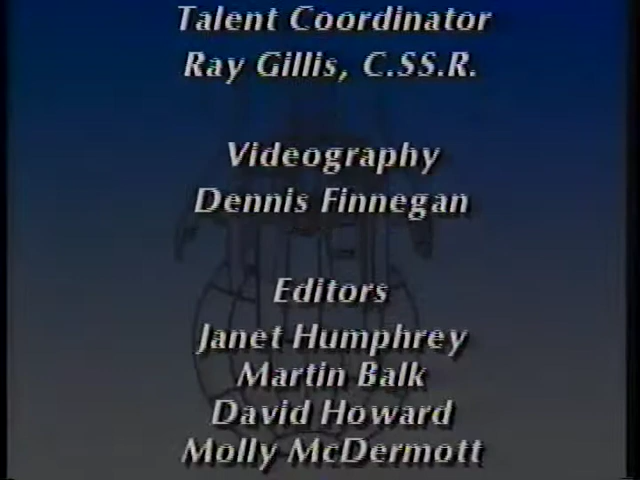 Talent Coordinator
Ray Gillis, C.SS.R.
Videography
Dennis Finnegan
Editors
Janet Humphrey
Martin Balk
David Howard
Molly McDermott